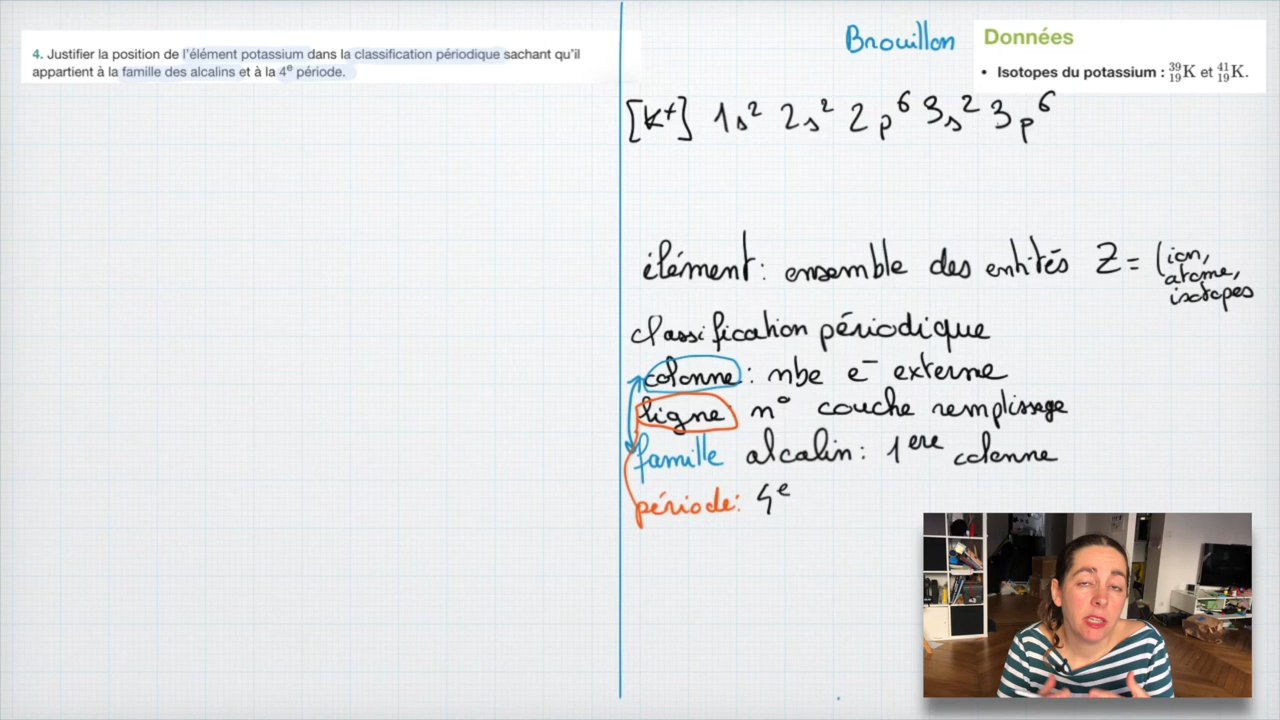 4. Justifier la position de l'élément potassium dans la classification périodique sachant qu'il
appartient à la famille des alcalins et à la 4e période.
Brouillon
Données
• Isotopes du potassium : ³⁹₁₉K et ⁴¹₁₉K.
[K⁺] 1s² 2s² 2p⁶ 3s² 3p⁶
élément : ensemble des entités Z = (ion,
atome,
isotopes
classification périodique
colonne : nbe e⁻ externe
ligne n° couche remplissage
famille alcalin : 1ere colonne
période : 4e